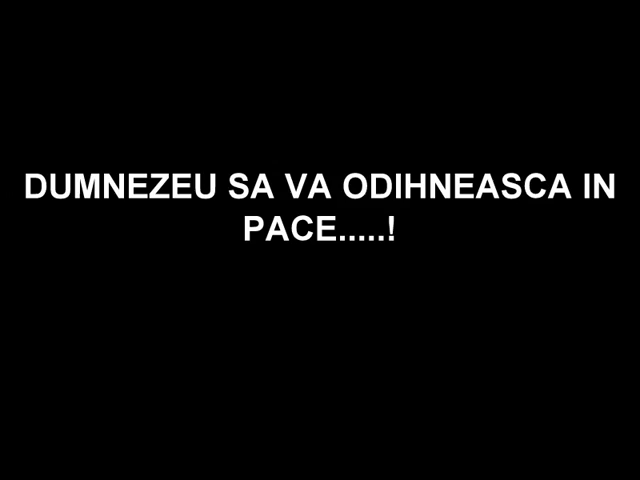 DUMNEZEU SA VA ODIHNEASCA IN
PACE.....!